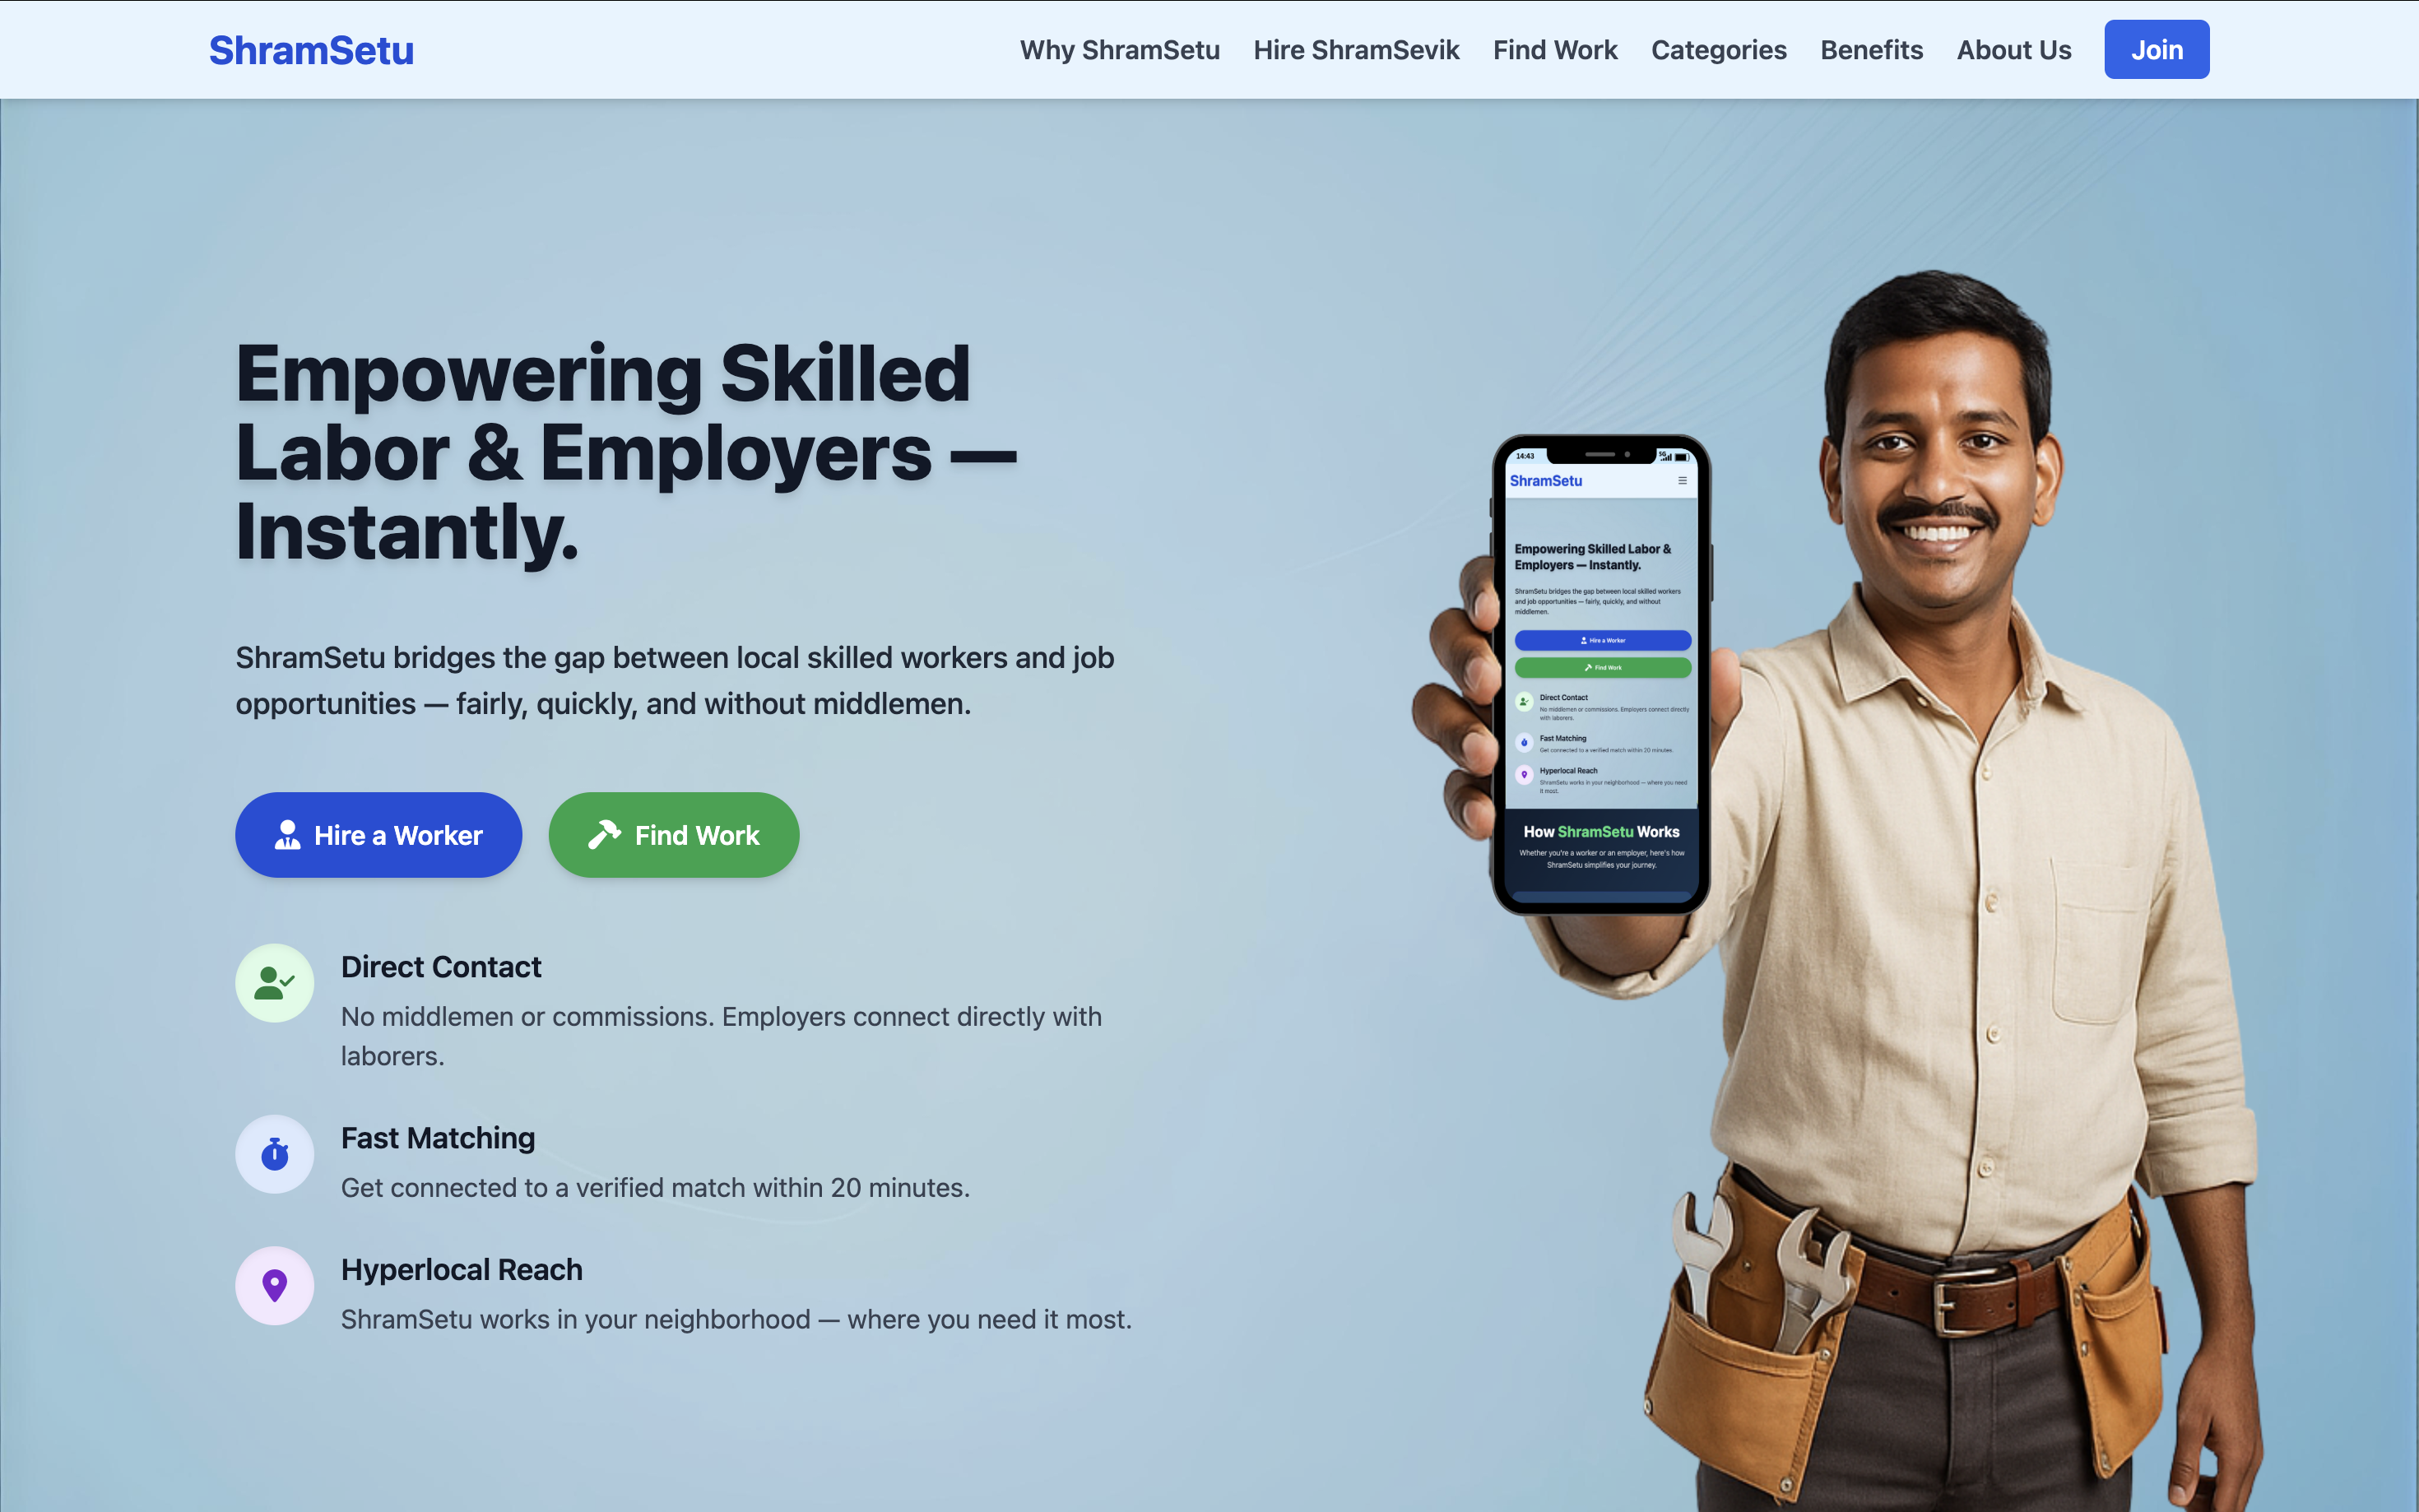 ShramSetu
Why ShramSetu Hire ShramSevik Find Work Categories Benefits About Us Join
Empowering Skilled
Labor & Employers —
Instantly.
ShramSetu bridges the gap between local skilled workers and job
opportunities — fairly, quickly, and without middlemen.
Hire a Worker Find Work
Direct Contact
No middlemen or commissions. Employers connect directly with
laborers.
Fast Matching
Get connected to a verified match within 20 minutes.
Hyperlocal Reach
ShramSetu works in your neighborhood — where you need it most.
14:43 5G
ShramSetu
Empowering Skilled Labor &
Employers — Instantly.
ShramSetu bridges the gap between local skilled workers
and job opportunities — fairly, quickly, and without
middlemen.
Hire a Worker
Find Work
Direct Contact
No middlemen or commissions. Employers connect directly
with laborers.
Fast Matching
Get connected to a verified match within 20 minutes.
Hyperlocal Reach
ShramSetu works in your neighborhood — where you need
it most.
How ShramSetu Works
Whether you're a worker or an employer, here's how
ShramSetu simplifies your journey.